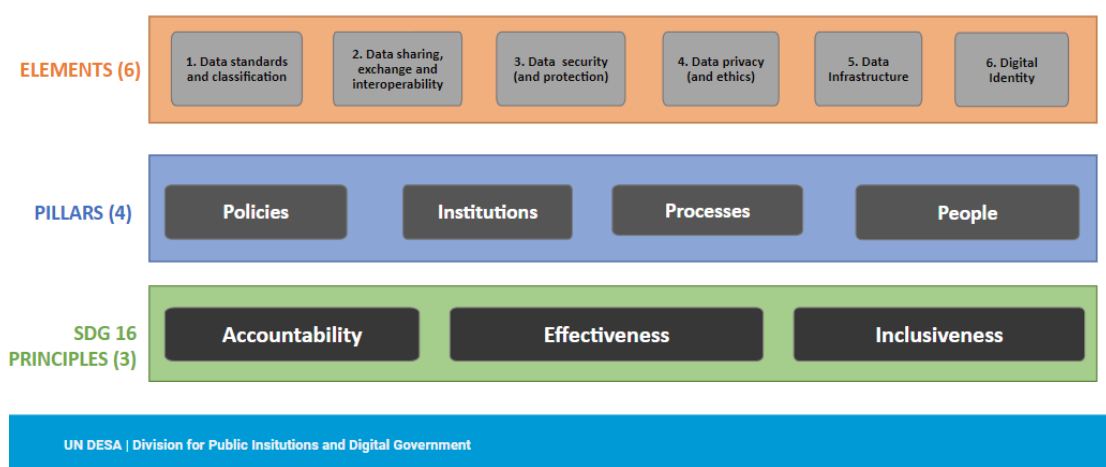 ELEMENTS (6)
1. Data standards
and classification
2. Data sharing,
exchange and
interoperability
3. Data  security
(and protection)
4. Data privacy
(and ethics)
5. Data
Infrastructure
6. Digital
Identity
PILLARS (4)
Policies
Institutions
Processes
People
SDG 16
PRINCIPLES (3)
Accountability
Effectiveness
Inclusiveness
UN DESA | Division for Public Insitutions and Digital Government